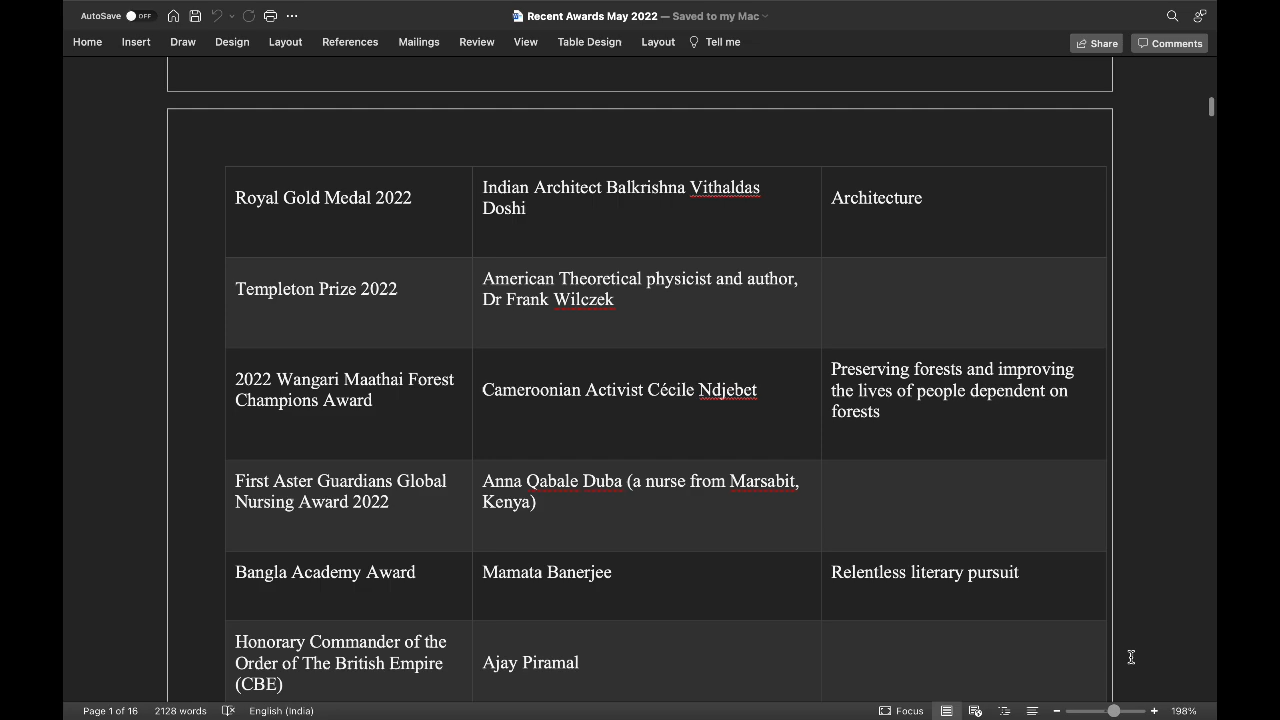 AutoSave OFF
Recent Awards May 2022 — Saved to my Mac
Home Insert Draw Design Layout References Mailings Review View Table Design Layout Tell me
Share Comments
Royal Gold Medal 2022
Indian Architect Balkrishna Vithaldas
Doshi
Architecture
Templeton Prize 2022
American Theoretical physicist and author,
Dr Frank Wilczek
2022 Wangari Maathai Forest
Champions Award
Cameroonian Activist Cécile Ndjebet
Preserving forests and improving
the lives of people dependent on
forests
First Aster Guardians Global
Nursing Award 2022
Anna Qabale Duba (a nurse from Marsabit,
Kenya)
Bangla Academy Award
Mamata Banerjee
Relentless literary pursuit
Honorary Commander of the
Order of The British Empire
(CBE)
Ajay Piramal
Page 1 of 16 2128 words English (India) Focus 198%